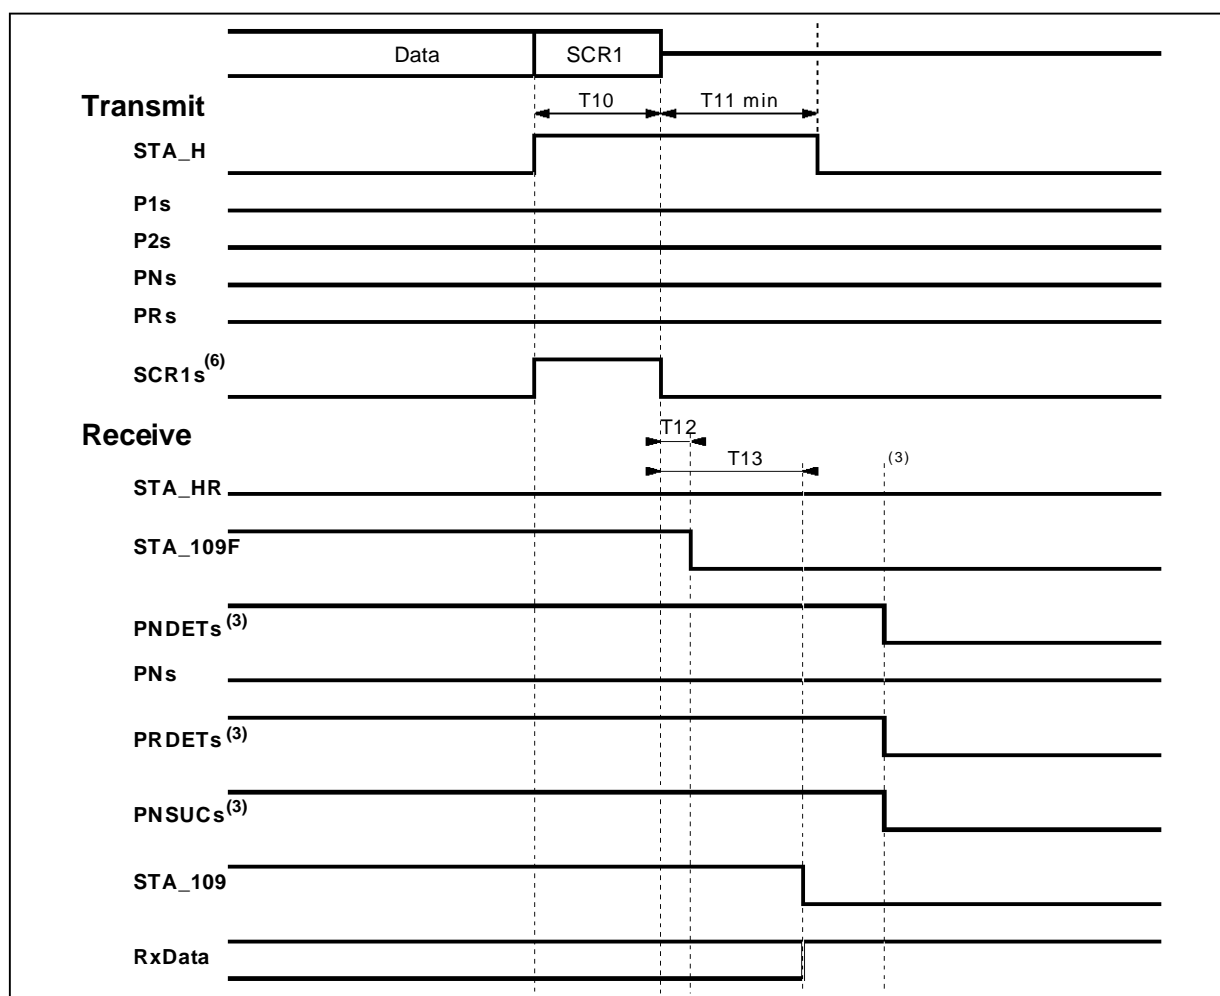 Data SCR1
Transmit
T10 T11 min
STA_H
P1s
P2s
PNs
PRs
SCR1s(6)
Receive
T12
T13 (3)
STA_HR
STA_109F
PNDETs(3)
PNs
PRDETs(3)
PNSUCs(3)
STA_109
RxData